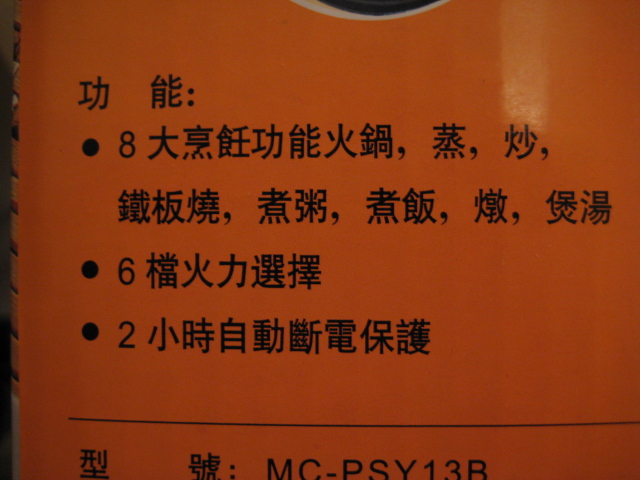 功 能:
• 8大烹飪功能火鍋，蒸，炒，
鐵板燒，煮粥，煮飯，燉，煲湯
• 6檔火力選擇
• 2小時自動斷電保護
型 號: MC-PSY13B